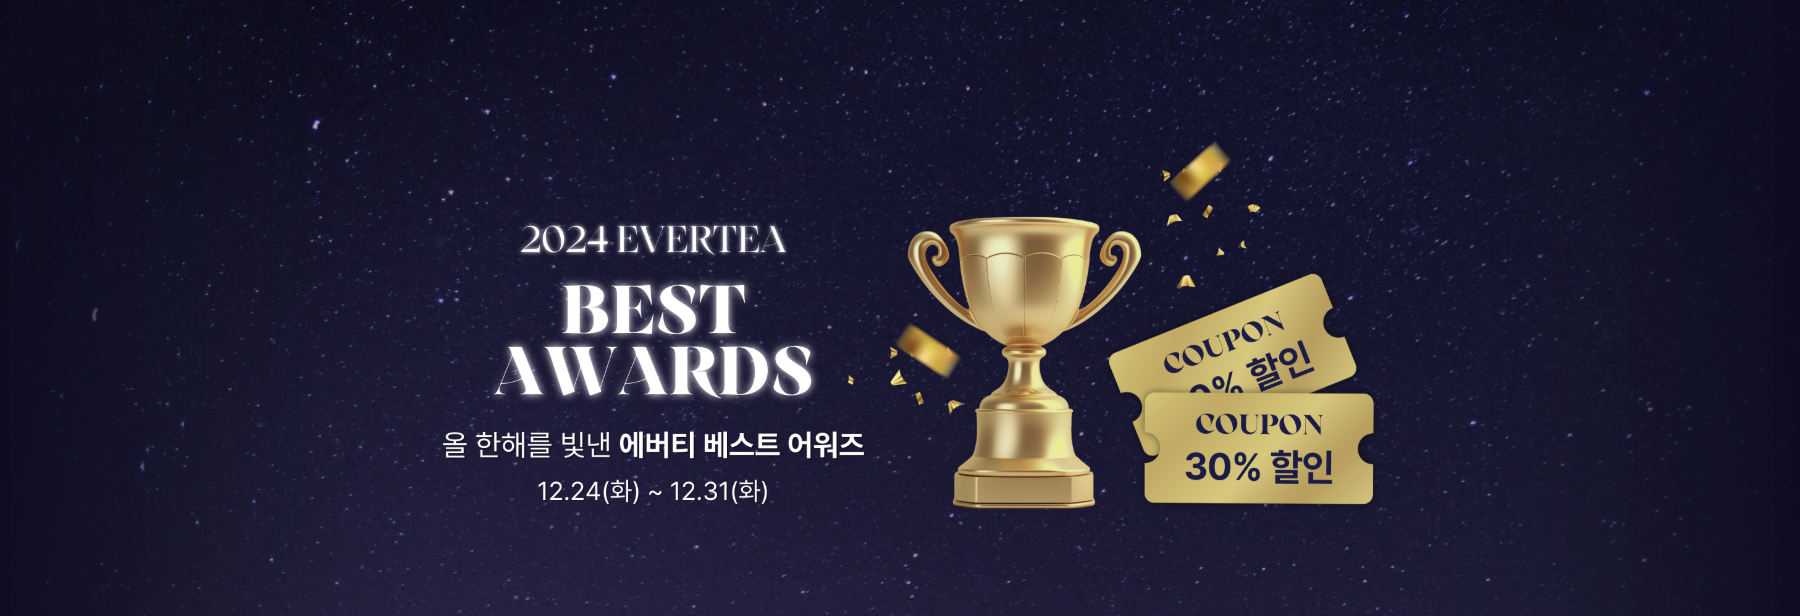 2024 EVERTEA
BEST
AWARDS
올 한해를 빛낸 에버티 베스트 어워즈
12.24(화) ~ 12.31(화)
COUPON
할인
COUPON
30% 할인